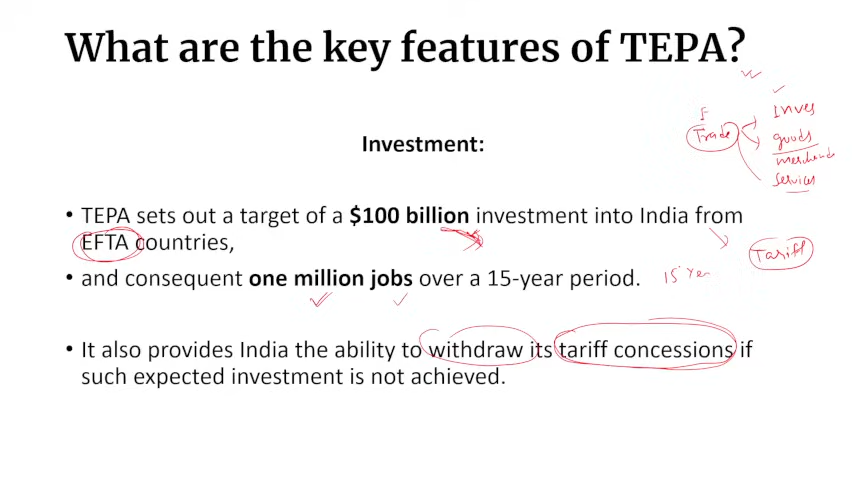 What are the key features of TEPA?
Inves
Trade
goods
Investment:
merchands
Services
• TEPA sets out a target of a $100 billion investment into India from
EFTA countries,
Tariff
• and consequent one million jobs over a 15-year period.
15 Yer
• It also provides India the ability to withdraw its tariff concessions if
such expected investment is not achieved.